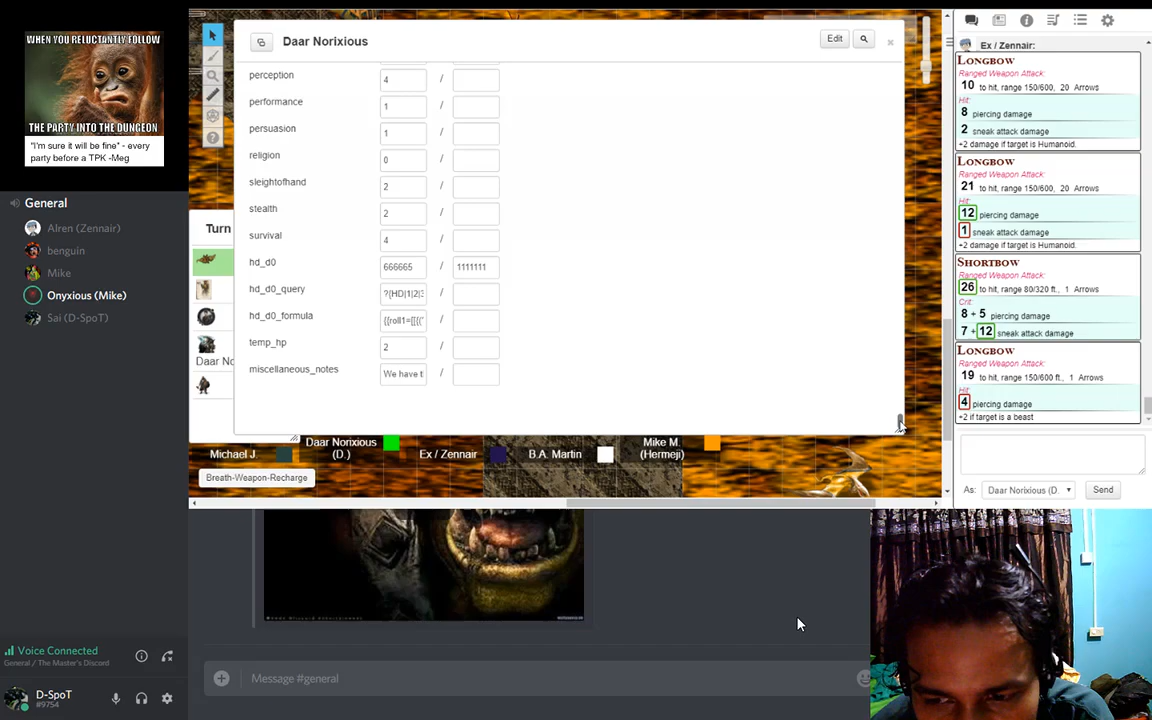 WHEN YOU RELUCTANTLY FOLLOW
THE PARTY INTO THE DUNGEON
"I'm sure it will be fine" - every
party before a TPK -Meg
General
Alren (Zennair)
benguin
Mike
Onyxious (Mike)
Sai (D-SpoT)
Voice Connected
General / The Master's Discord
D-SpoT
#9754
Turn
Daar No
Daar Norixious
Edit
perception 4 /
performance 1 /
persuasion 1 /
religion 0 /
sleightofhand 2 /
stealth 2 /
survival 4 /
hd_d0 666665 / 1111111
hd_d0_query ?{HD|1|2|3 /
hd_d0_formula {{roll1=[[{(" /
temp_hp 2 /
miscellaneous_notes We have t /
Michael J.
Daar Norixious
(D.)
Ex / Zennair
B.A. Martin
Mike M.
(Hermeji)
Breath-Weapon-Recharge
Message #general
Ex / Zennair:
LONGBOW
Ranged Weapon Attack:
10 to hit, range 150/600, 20 Arrows
Hit:
8 piercing damage
2 sneak attack damage
+2 damage if target is Humanoid.
LONGBOW
Ranged Weapon Attack:
21 to hit, range 150/600, 20 Arrows
Hit:
12 piercing damage
1 sneak attack damage
+2 damage if target is Humanoid.
SHORTBOW
Ranged Weapon Attack:
26 to hit, range 80/320 ft., 1 Arrows
Crit:
8 + 5 piercing damage
7 + 12 sneak attack damage
LONGBOW
Ranged Weapon Attack:
19 to hit, range 150/600 ft., 1 Arrows
Hit:
4 piercing damage
+2 if target is a beast
As: Daar Norixious (D. Send